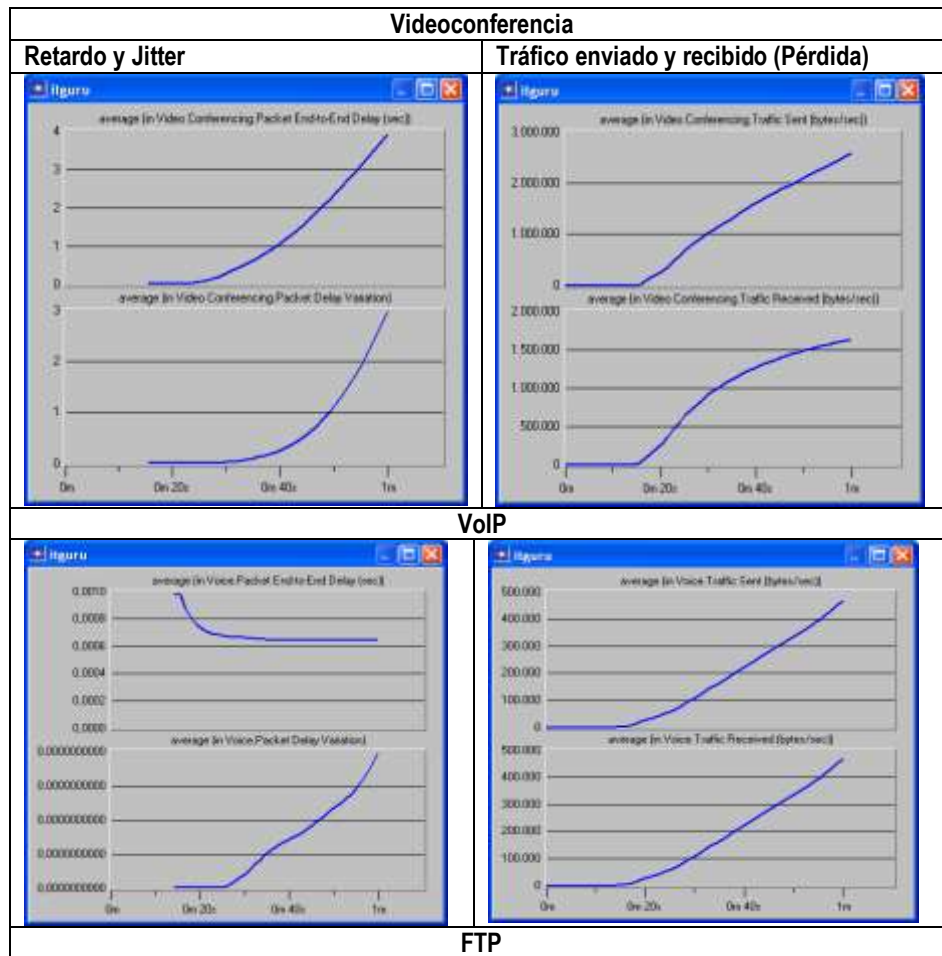 Videoconferencia
Retardo y Jitter
Tráfico enviado y recibido (Pérdida)
itguru
average (in Video Conferencing.Packet End-to-End Delay (sec))
4
3
2
1
0
average (in Video Conferencing.Packet Delay Variation)
3
2
1
0
0m
0m 20s
0m 40s
1m
itguru
average (in Video Conferencing.Traffic Sent (bytes/sec))
3.000.000
2.000.000
1.000.000
0
average (in Video Conferencing.Traffic Received (bytes/sec))
2.000.000
1.500.000
1.000.000
500.000
0
0m
0m 20s
0m 40s
1m
VoIP
itguru
average (in Voice.Packet End-to-End Delay (sec))
0.0010
0.0008
0.0006
0.0004
0.0002
0.0000
average (in Voice.Packet Delay Variation)
0.0000000000
0.0000000000
0.0000000000
0.0000000000
0.0000000000
0m
0m 20s
0m 40s
1m
itguru
average (in Voice.Traffic Sent (bytes/sec))
500.000
400.000
300.000
200.000
100.000
0
average (in Voice.Traffic Received (bytes/sec))
500.000
400.000
300.000
200.000
100.000
0
0m
0m 20s
0m 40s
1m
FTP